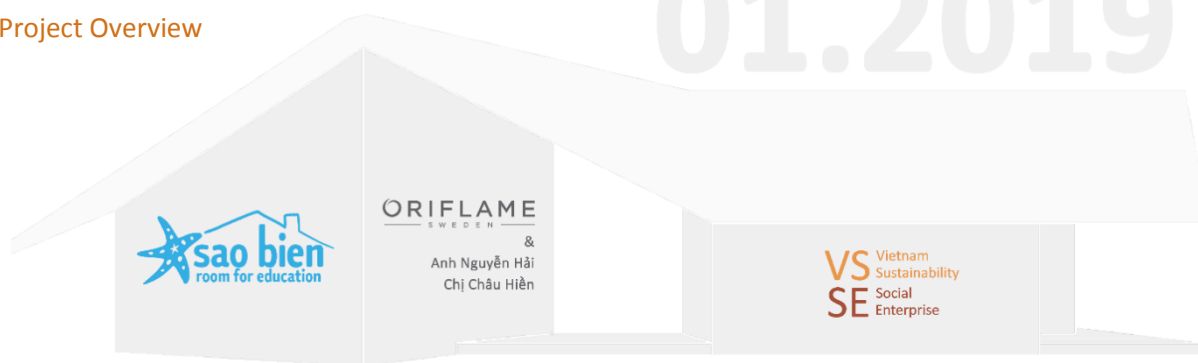 Project Overview
01.2019
sao bien
room for education
ORIFLAME
SWEDEN
&
Anh Nguyễn Hải
Chị Châu Hiền
VS Vietnam
Sustainability
SE Social
Enterprise